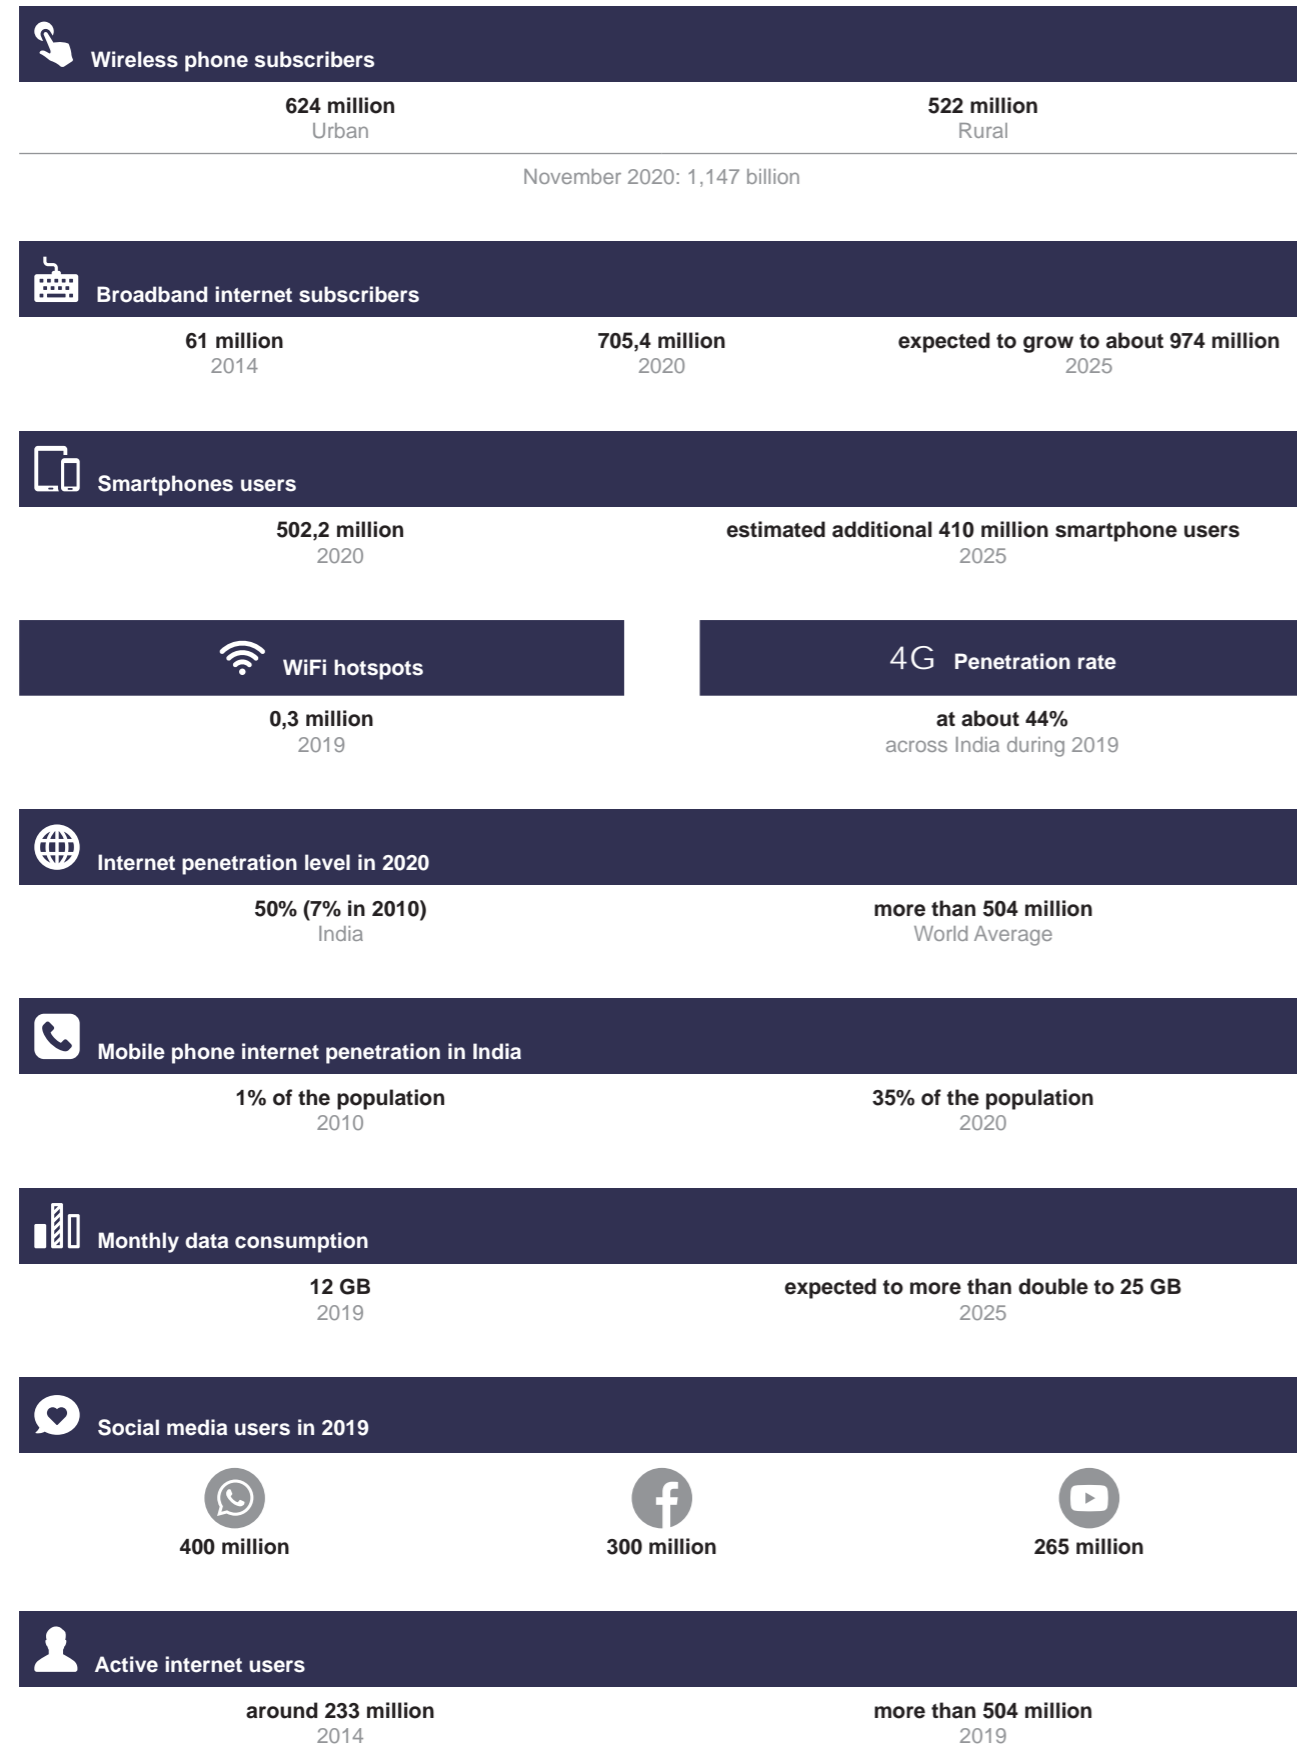 Wireless phone subscribers
624 million 522 million
Urban Rural
November 2020: 1,147 billion
Broadband internet subscribers
61 million 705,4 million expected to grow to about 974 million
2014 2020 2025
Smartphones users
502,2 million estimated additional 410 million smartphone users
2020 2025
WiFi hotspots 4G Penetration rate
0,3 million at about 44%
2019 across India during 2019
Internet penetration level in 2020
50% (7% in 2010) more than 504 million
India World Average
Mobile phone internet penetration in India
1% of the population 35% of the population
2010 2020
Monthly data consumption
12 GB expected to more than double to 25 GB
2019 2025
Social media users in 2019
400 million 300 million 265 million
Active internet users
around 233 million more than 504 million
2014 2019